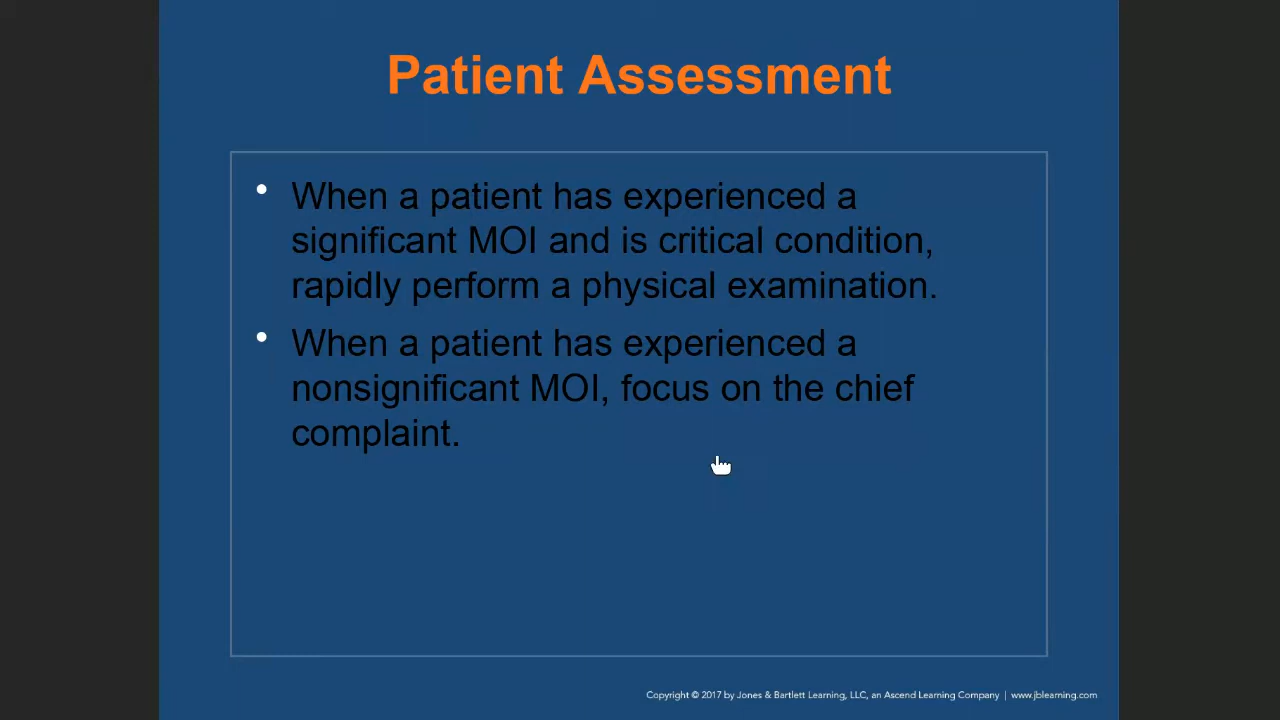 Patient Assessment
• When a patient has experienced a
significant MOI and is critical condition,
rapidly perform a physical examination.
• When a patient has experienced a
nonsignificant MOI, focus on the chief
complaint.
Copyright © 2017 by Jones & Bartlett Learning, LLC, an Ascend Learning Company | www.jblearning.com